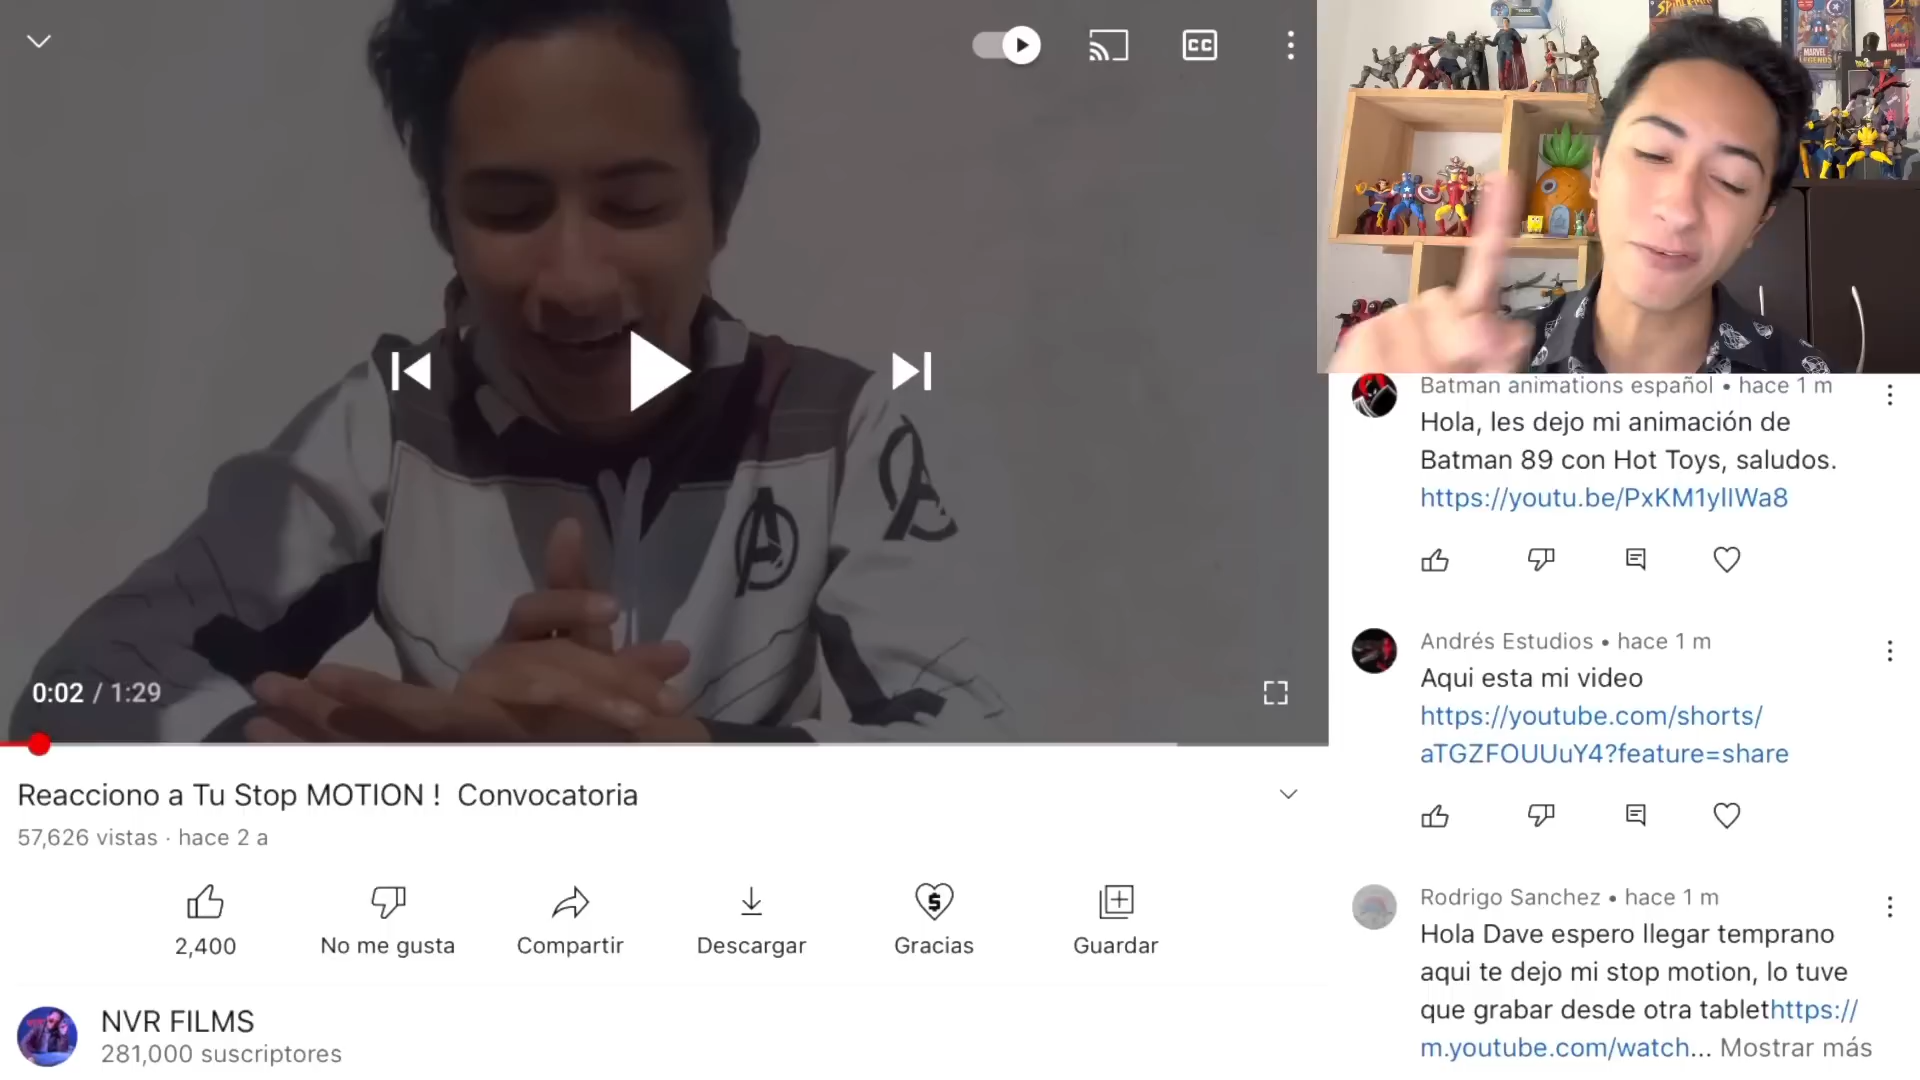 CC
0:02 / 1:29
Reacciono a Tu Stop MOTION ! Convocatoria
57,626 vistas · hace 2 a
2,400
No me gusta
Compartir
Descargar
Gracias
Guardar
NVR FILMS
281,000 suscriptores
MARVEL
LEGENDS
Batman animations español • hace 1 m
Hola, les dejo mi animación de
Batman 89 con Hot Toys, saludos.
https://youtu.be/PxKM1ylIWa8
Andrés Estudios • hace 1 m
Aqui esta mi video
https://youtube.com/shorts/
aTGZFOUUuY4?feature=share
Rodrigo Sanchez • hace 1 m
Hola Dave espero llegar temprano
aqui te dejo mi stop motion, lo tuve
que grabar desde otra tablethttps://
m.youtube.com/watch... Mostrar más